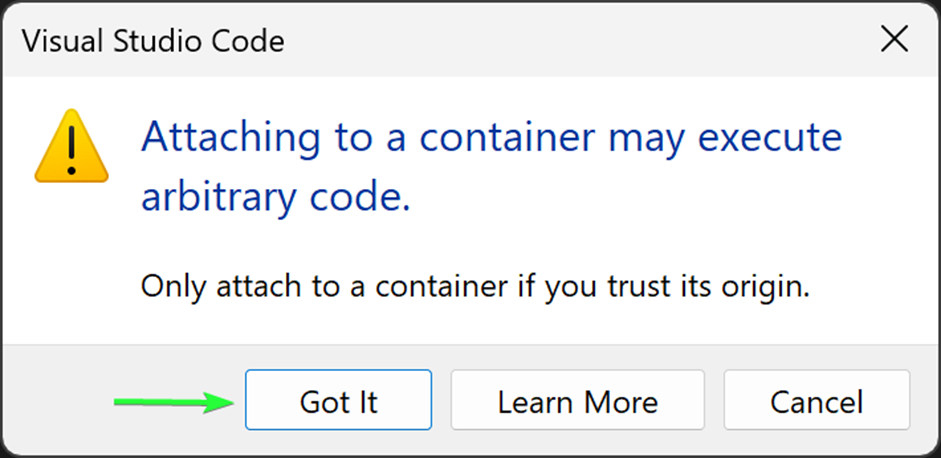 Visual Studio Code
Attaching to a container may execute
arbitrary code.
Only attach to a container if you trust its origin.
Got It
Learn More
Cancel